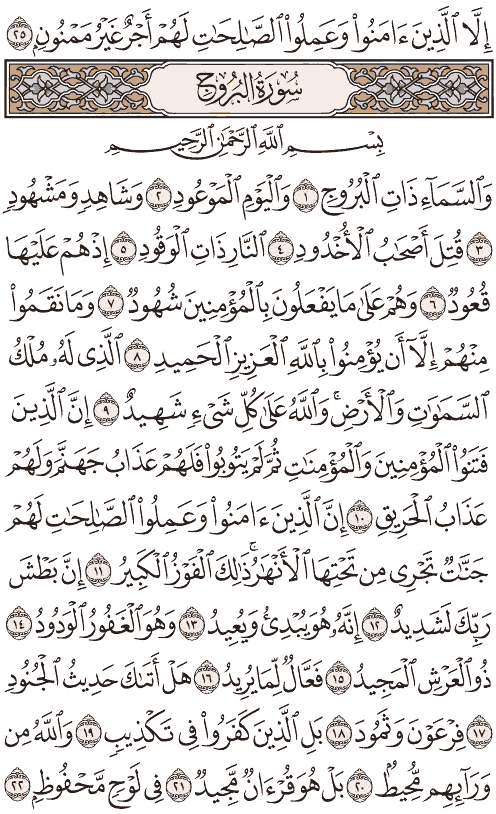 إِلَّا ٱلَّذِينَ ءَامَنُوا۟ وَعَمِلُوا۟ ٱلصَّٰلِحَٰتِ لَهُمْ أَجْرٌ غَيْرُ مَمْنُونٍۭ ٢٥
سُورَةُ البُرُوجِ
بِسْمِ ٱللَّهِ ٱلرَّحْمَٰنِ ٱلرَّحِيمِ
وَٱلسَّمَآءِ ذَاتِ ٱلْبُرُوجِ ١ وَٱلْيَوْمِ ٱلْمَوْعُودِ ٢ وَشَاهِدٍ وَمَشْهُودٍ
٣ قُتِلَ أَصْحَٰبُ ٱلْأُخْدُودِ ٤ ٱلنَّارِ ذَاتِ ٱلْوَقُودِ ٥ إِذْ هُمْ عَلَيْهَا
قُعُودٌ ٦ وَهُمْ عَلَىٰ مَا يَفْعَلُونَ بِٱلْمُؤْمِنِينَ شُهُودٌ ٧ وَمَا نَقَمُوا۟
مِنْهُمْ إِلَّآ أَن يُؤْمِنُوا۟ بِٱللَّهِ ٱلْعَزِيزِ ٱلْحَمِيدِ ٨ ٱلَّذِى لَهُۥ مُلْكُ
ٱلسَّمَٰوَٰتِ وَٱلْأَرْضِ ۚ وَٱللَّهُ عَلَىٰ كُلِّ شَىْءٍ شَهِيدٌ ٩ إِنَّ ٱلَّذِينَ
فَتَنُوا۟ ٱلْمُؤْمِنِينَ وَٱلْمُؤْمِنَٰتِ ثُمَّ لَمْ يَتُوبُوا۟ فَلَهُمْ عَذَابُ جَهَنَّمَ وَلَهُمْ
عَذَابُ ٱلْحَرِيقِ ١٠ إِنَّ ٱلَّذِينَ ءَامَنُوا۟ وَعَمِلُوا۟ ٱلصَّٰلِحَٰتِ لَهُمْ
جَنَّٰتٌ تَجْرِى مِن تَحْتِهَا ٱلْأَنْهَٰرُ ۚ ذَٰلِكَ ٱلْفَوْزُ ٱلْكَبِيرُ ١١ إِنَّ بَطْشَ
رَبِّكَ لَشَدِيدٌ ١٢ إِنَّهُۥ هُوَ يُبْدِئُ وَيُعِيدُ ١٣ وَهُوَ ٱلْغَفُورُ ٱلْوَدُودُ ١٤
ذُو ٱلْعَرْشِ ٱلْمَجِيدُ ١٥ فَعَّالٌ لِّمَا يُرِيدُ ١٦ هَلْ أَتَىٰكَ حَدِيثُ ٱلْجُنُودِ
١٧ فِرْعَوْنَ وَثَمُودَ ١٨ بَلِ ٱلَّذِينَ كَفَرُوا۟ فِى تَكْذِيبٍ ١٩ وَٱللَّهُ مِن
وَرَآئِهِم مُّحِيطٌۢ ٢٠ بَلْ هُوَ قُرْءَانٌ مَّجِيدٌ ٢١ فِى لَوْحٍ مَّحْفُوظٍۭ ٢٢